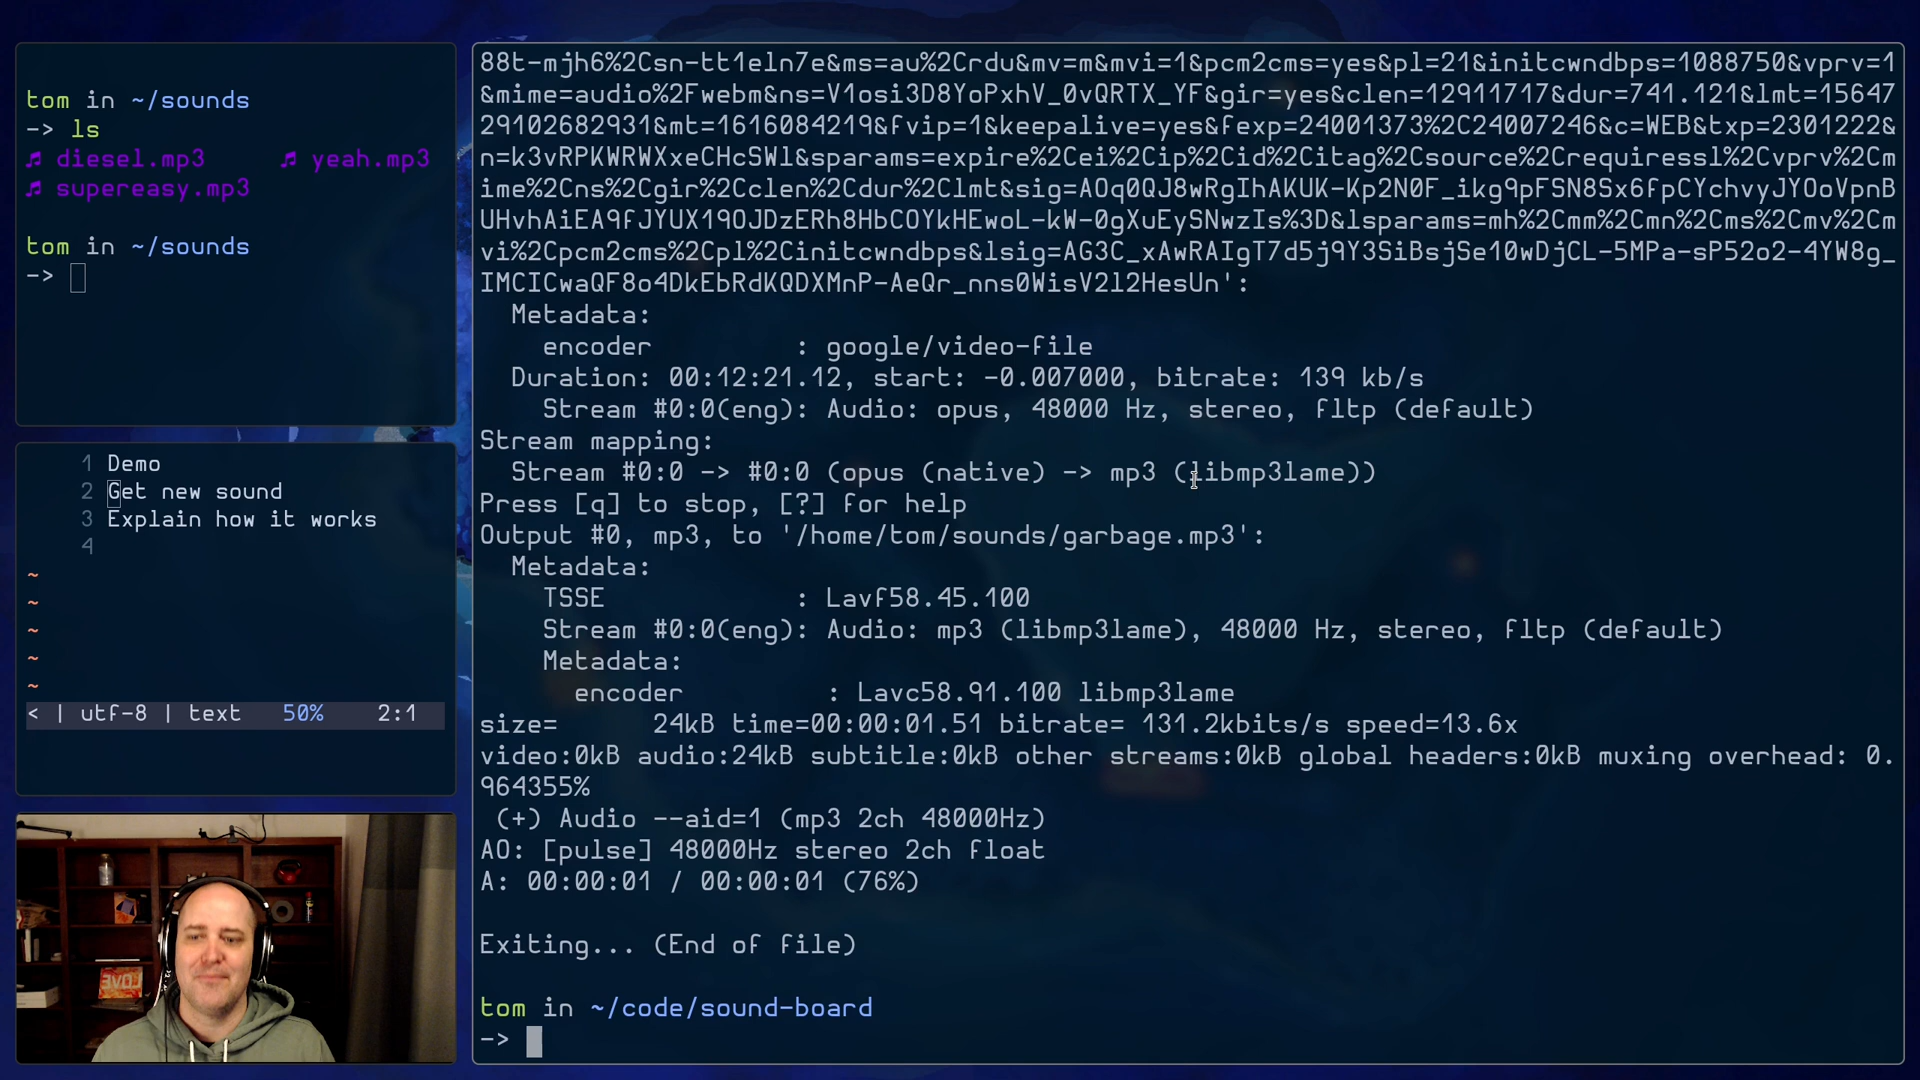 tom in ~/sounds
-> ls
diesel.mp3 yeah.mp3
supereasy.mp3
tom in ~/sounds
->
1 Demo
2 Get new sound
3 Explain how it works
4
~
~
~
~
~
< | utf-8 | text 50% 2:1
LOVE
88t-mjh6%2Csn-tt1eln7e&ms=au%2Crdu&mv=m&mvi=1&pcm2cms=yes&pl=21&initcwndbps=1088750&vprv=1
&mime=audio%2Fwebm&ns=V1osi3D8YoPxhV_0vQRTX_YF&gir=yes&clen=12911717&dur=741.121&lmt=15647
29102682931&mt=1616084219&fvip=1&keepalive=yes&fexp=24001373%2C24007246&c=WEB&txp=2301222&
n=k3vRPKWRWXxeCHcSWl&sparams=expire%2Cei%2Cip%2Cid%2Citag%2Csource%2Crequiressl%2Cvprv%2Cm
ime%2Cns%2Cgir%2Cclen%2Cdur%2Clmt&sig=AOq0QJ8wRgIhAKUK-Kp2N0F_ikg9pFSN8Sx6fpCYchvyJYOoVpnB
UHvhAiEA9fJYUX19OJDzERh8HbCOYkHEwoL-kW-0gXuEySNwzIs%3D&lsparams=mh%2Cmm%2Cmn%2Cms%2Cmv%2Cm
vi%2Cpcm2cms%2Cpl%2Cinitcwndbps&lsig=AG3C_xAwRAIgT7d5j9Y3SiBsjSe10wDjCL-5MPa-sP52o2-4YW8g_
IMCICwaQF8o4DkEbRdKQDXMnP-AeQr_nns0WisV2l2HesUn':
Metadata:
encoder : google/video-file
Duration: 00:12:21.12, start: -0.007000, bitrate: 139 kb/s
Stream #0:0(eng): Audio: opus, 48000 Hz, stereo, fltp (default)
Stream mapping:
Stream #0:0 -> #0:0 (opus (native) -> mp3 (libmp3lame))
Press [q] to stop, [?] for help
Output #0, mp3, to '/home/tom/sounds/garbage.mp3':
Metadata:
TSSE : Lavf58.45.100
Stream #0:0(eng): Audio: mp3 (libmp3lame), 48000 Hz, stereo, fltp (default)
Metadata:
encoder : Lavc58.91.100 libmp3lame
size= 24kB time=00:00:01.51 bitrate= 131.2kbits/s speed=13.6x
video:0kB audio:24kB subtitle:0kB other streams:0kB global headers:0kB muxing overhead: 0.
964355%
(+) Audio --aid=1 (mp3 2ch 48000Hz)
AO: [pulse] 48000Hz stereo 2ch float
A: 00:00:01 / 00:00:01 (76%)
Exiting... (End of file)
tom in ~/code/sound-board
->